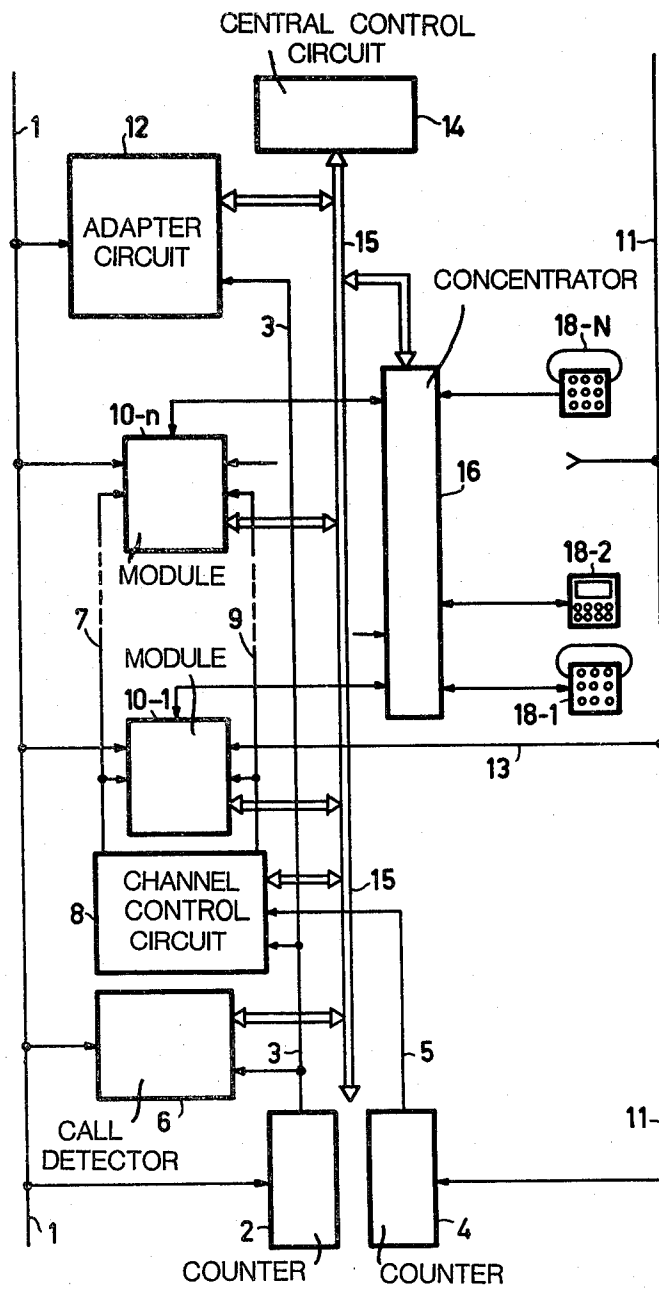 CENTRAL CONTROL
CIRCUIT
14
1
12
ADAPTER
CIRCUIT
15
11
3
CONCENTRATOR
18-N
10-n
16
MODULE
18-2
7
9
MODULE
10-1
18-1
13
15
CHANNEL
CONTROL
CIRCUIT
8
3
5
6
11
CALL
DETECTOR
1
2
4
COUNTER
COUNTER